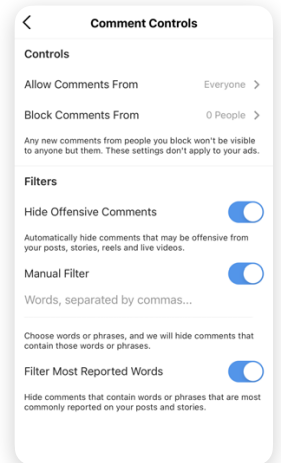 Comment Controls
Controls
Allow Comments From Everyone
Block Comments From 0 People
Any new comments from people you block won't be visible
to anyone but them. These settings don't apply to your ads.
Filters
Hide Offensive Comments
Automatically hide comments that may be offensive from
your posts, stories, reels and live videos.
Manual Filter
Words, separated by commas...
Choose words or phrases, and we will hide comments that
contain those words or phrases.
Filter Most Reported Words
Hide comments that contain words or phrases that are most
commonly reported on your posts and stories.